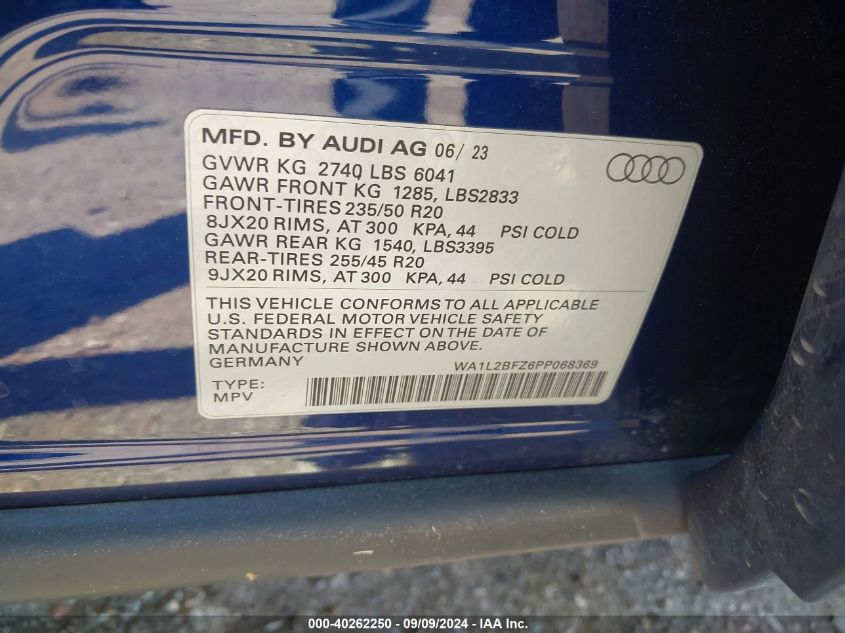 MFD. BY AUDI AG 06/ 23
GVWR KG 2740 LBS 6041
GAWR FRONT KG 1285, LBS2833
FRONT-TIRES 235/50 R20
8JX20 RIMS, AT 300 KPA, 44 PSI COLD
GAWR REAR KG 1540, LBS3395
REAR-TIRES 255/45 R20
9JX20 RIMS, AT 300 KPA, 44 PSI COLD
THIS VEHICLE CONFORMS TO ALL APPLICABLE
U.S. FEDERAL MOTOR VEHICLE SAFETY
STANDARDS IN EFFECT ON THE DATE OF
MANUFACTURE SHOWN ABOVE.
GERMANY WA1L2BFZ6PP068369
TYPE:
MPV
000-40262250 - 09/09/2024 - IAA Inc.